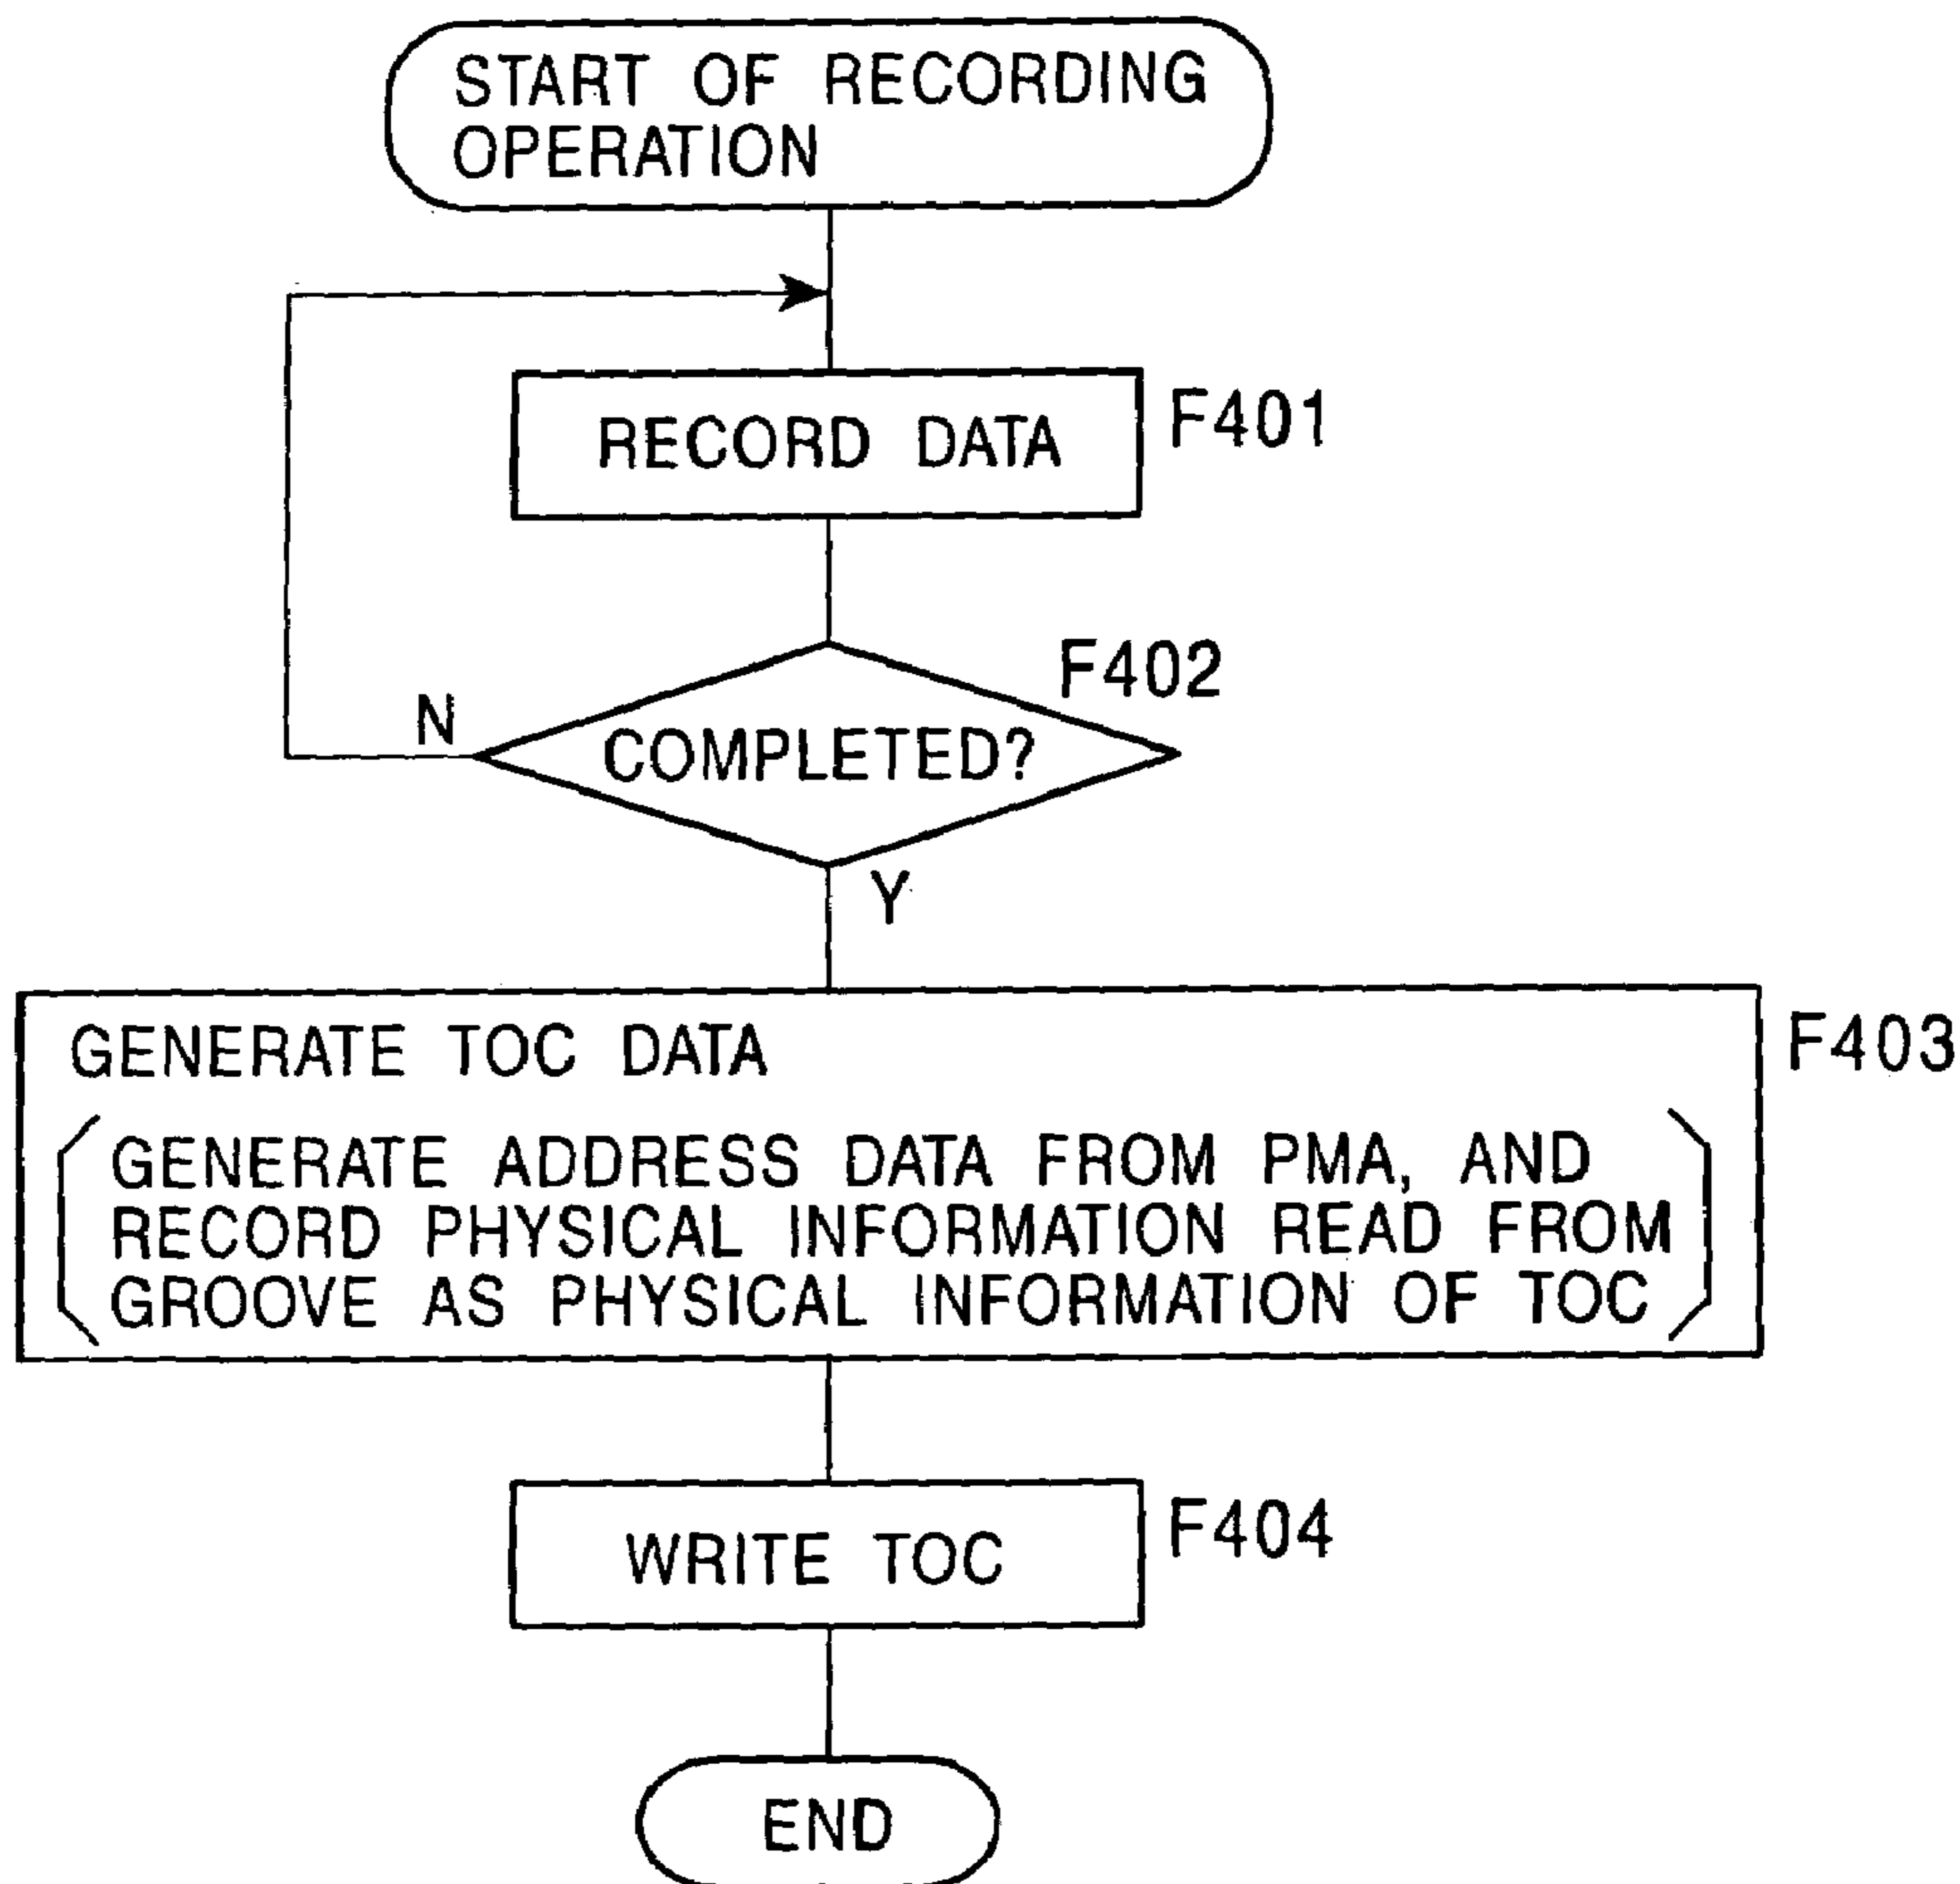 START OF RECORDING
OPERATION
RECORD DATA
F401
F402
N
COMPLETED?
Y
GENERATE TOC DATA
F403
GENERATE ADDRESS DATA FROM PMA, AND
RECORD PHYSICAL INFORMATION READ FROM
GROOVE AS PHYSICAL INFORMATION OF TOC
WRITE TOC
F404
END